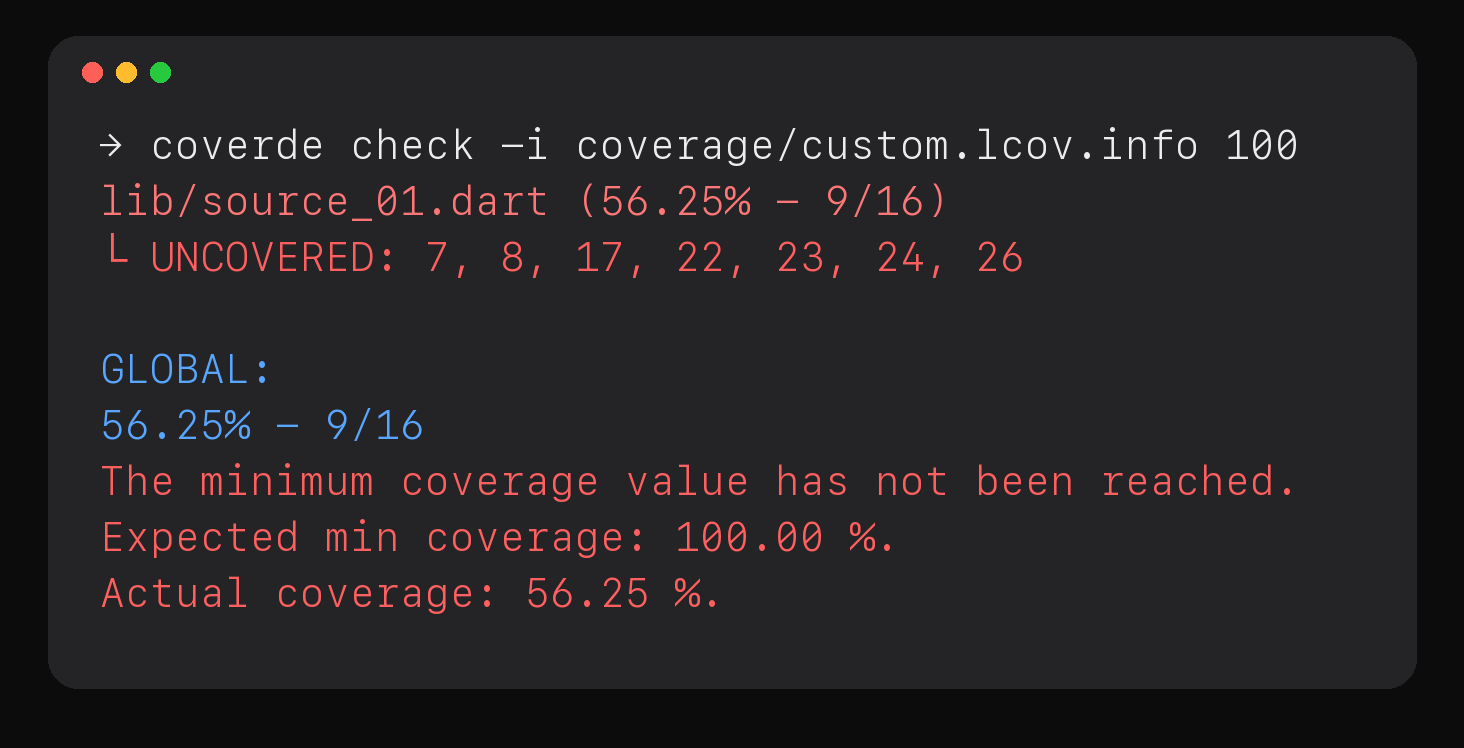 → coverde check –i coverage/custom.lcov.info 100
lib/source_01.dart (56.25% – 9/16)
└ UNCOVERED: 7, 8, 17, 22, 23, 24, 26
GLOBAL:
56.25% – 9/16
The minimum coverage value has not been reached.
Expected min coverage: 100.00 %.
Actual coverage: 56.25 %.